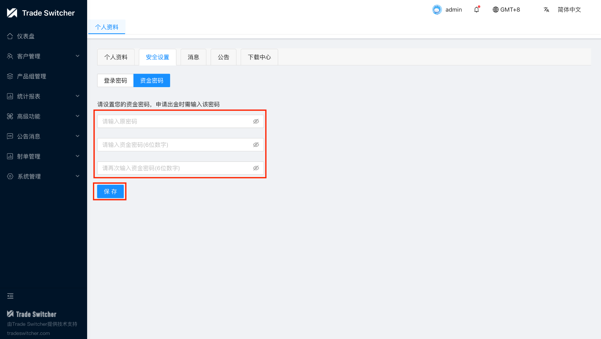 Trade Switcher
admin
GMT+8
简体中文
个人资料
仪表盘
客户管理
产品组管理
统计报表
高级功能
公告消息
财单管理
系统管理
个人资料
安全设置
消息
公告
下载中心
登录密码
资金密码
请设置您的资金密码，申请出金时需输入该密码
请输入原密码
请输入资金密码(6位数字)
请再次输入资金密码(6位数字)
保 存
Trade Switcher
由Trade Switcher提供技术支持
tradeswitcher.com